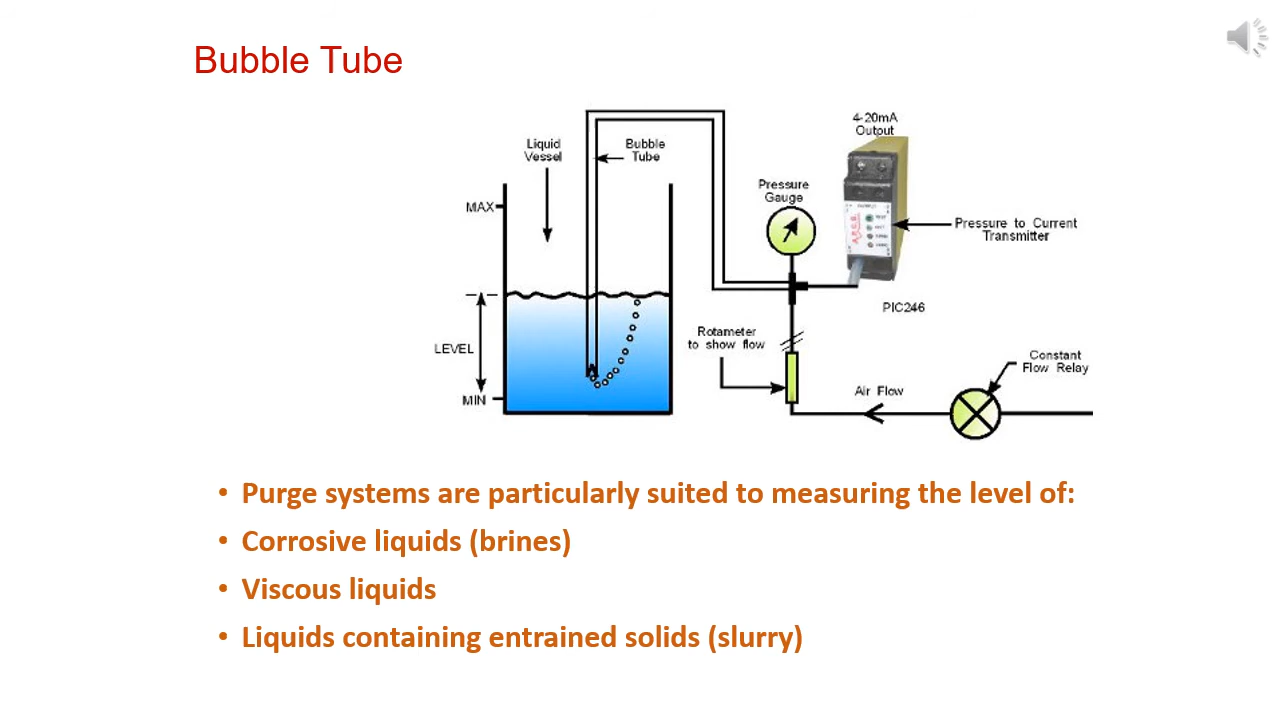 Bubble Tube
4-20mA
Output
Liquid
Vessel
Bubble
Tube
Pressure
Gauge
MAX
Pressure to Current
Transmitter
PIC246
Rotameter
to show flow
LEVEL
Constant
Flow Relay
Air Flow
MIN
• Purge systems are particularly suited to measuring the level of:
• Corrosive liquids (brines)
• Viscous liquids
• Liquids containing entrained solids (slurry)